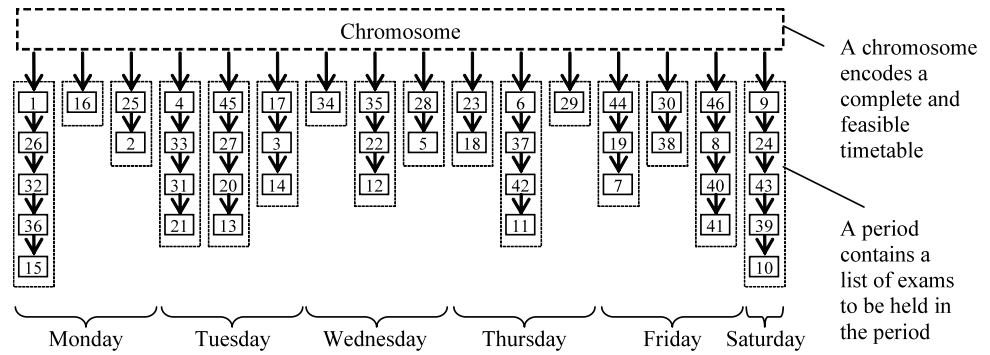 Chromosome
A chromosome
encodes a
complete and
feasible
timetable
1 16 25 4 45 17 34 35 28 23 6 29 44 30 46 9
26 2 33 27 3 22 5 18 37 19 38 8 24
32 31 20 14 12 42 7 40 43
36 21 13 11 41 39
15 10
A period
contains a
list of exams
to be held in
the period
Monday Tuesday Wednesday Thursday Friday Saturday